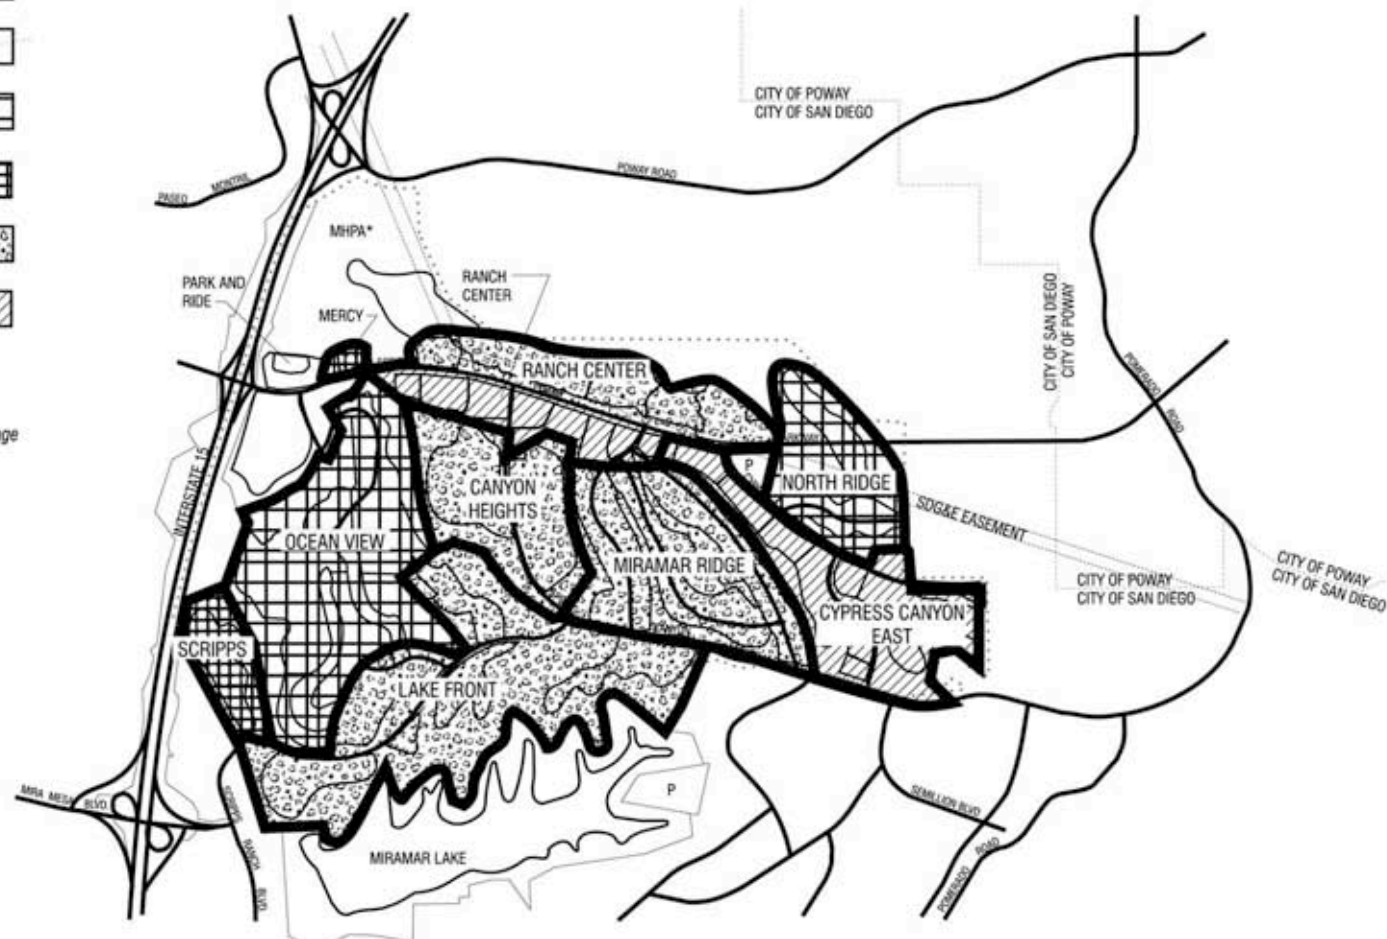 CITY OF POWAY
CITY OF SAN DIEGO
POWAY ROAD
PASEO MONTRIL
MHPA*
PARK AND
RIDE
RANCH
CENTER
MERCY
CITY OF SAN DIEGO
CITY OF POWAY
RANCH CENTER
POMERADO ROAD
age
P
INTERSTATE 15
CANYON
HEIGHTS
NORTH RIDGE
SDG&E EASEMENT
OCEAN VIEW
MIRAMAR RIDGE
CITY OF POWAY
CITY OF SAN DIEGO
CITY OF POWAY
CITY OF SAN DIEGO
CYPRESS CANYON
EAST
SCRIPPS
LAKE FRONT
MIRA MESA BLVD.
SCRIPPS RANCH BLVD.
P
SEMILLION BLVD.
MIRAMAR LAKE
POMERADO ROAD